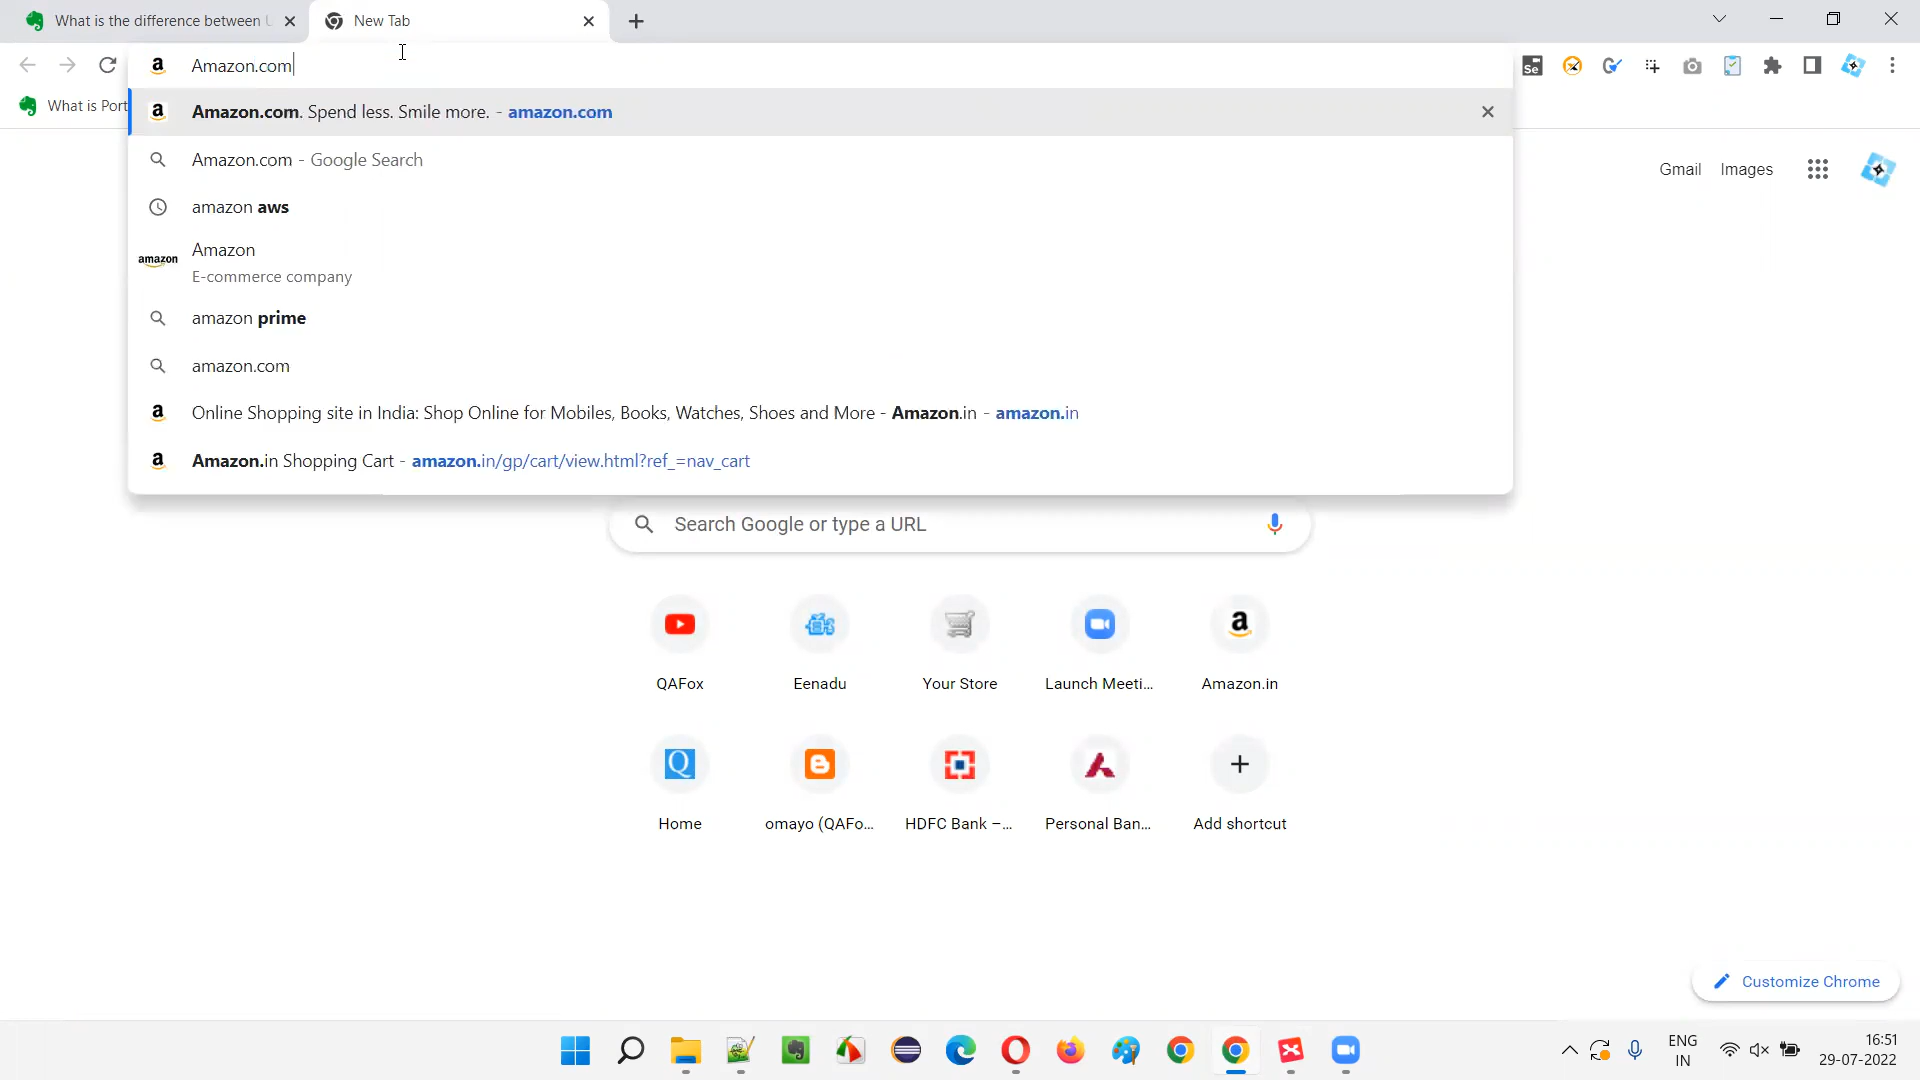 What is the difference between
New Tab
Amazon.com
What is Port
Amazon.com. Spend less. Smile more. - amazon.com
Amazon.com - Google Search
amazon aws
amazon
Amazon
E-commerce company
amazon prime
amazon.com
Online Shopping site in India: Shop Online for Mobiles, Books, Watches, Shoes and More - Amazon.in - amazon.in
Amazon.in Shopping Cart - amazon.in/gp/cart/view.html?ref_=nav_cart
Gmail Images
Search Google or type a URL
QAFox Eenadu Your Store Launch Meeti... Amazon.in
Home omayo (QAFo... HDFC Bank –... Personal Ban... Add shortcut
Customize Chrome
ENG
IN
16:51
29-07-2022